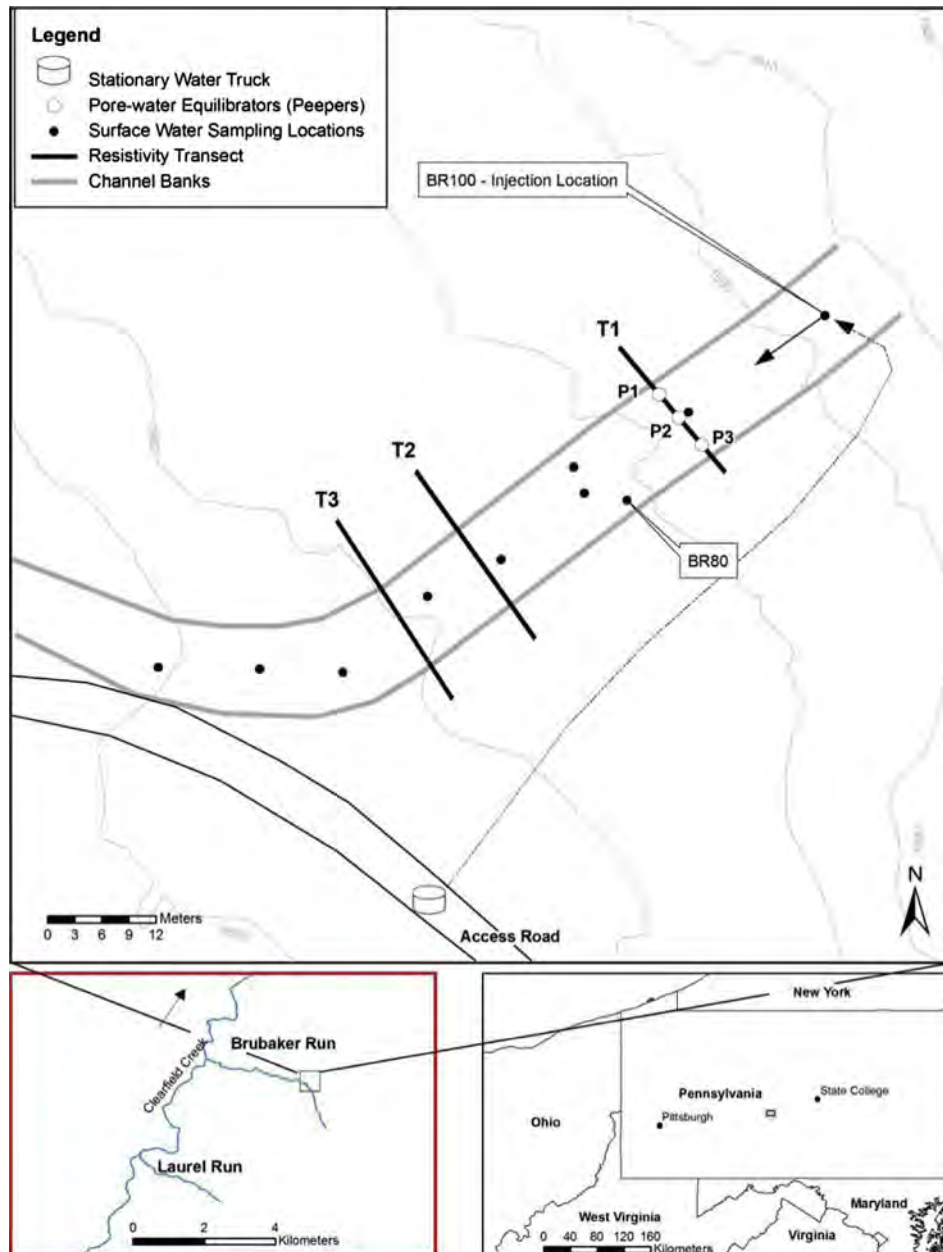 Legend
Stationary Water Truck
Pore-water Equilibrators (Peepers)
Surface Water Sampling Locations
Resistivity Transect
Channel Banks
BR100 - Injection Location
T1
P1
P2
P3
T2
T3
BR80
N
Meters
0 3 6 9 12
Access Road
Clearfield Creek
Brubaker Run
Laurel Run
0 2 4
Kilometers
New York
Pennsylvania
State College
Pittsburgh
Ohio
West Virginia
Maryland
Virginia
0 40 80 120 160
Kilometers